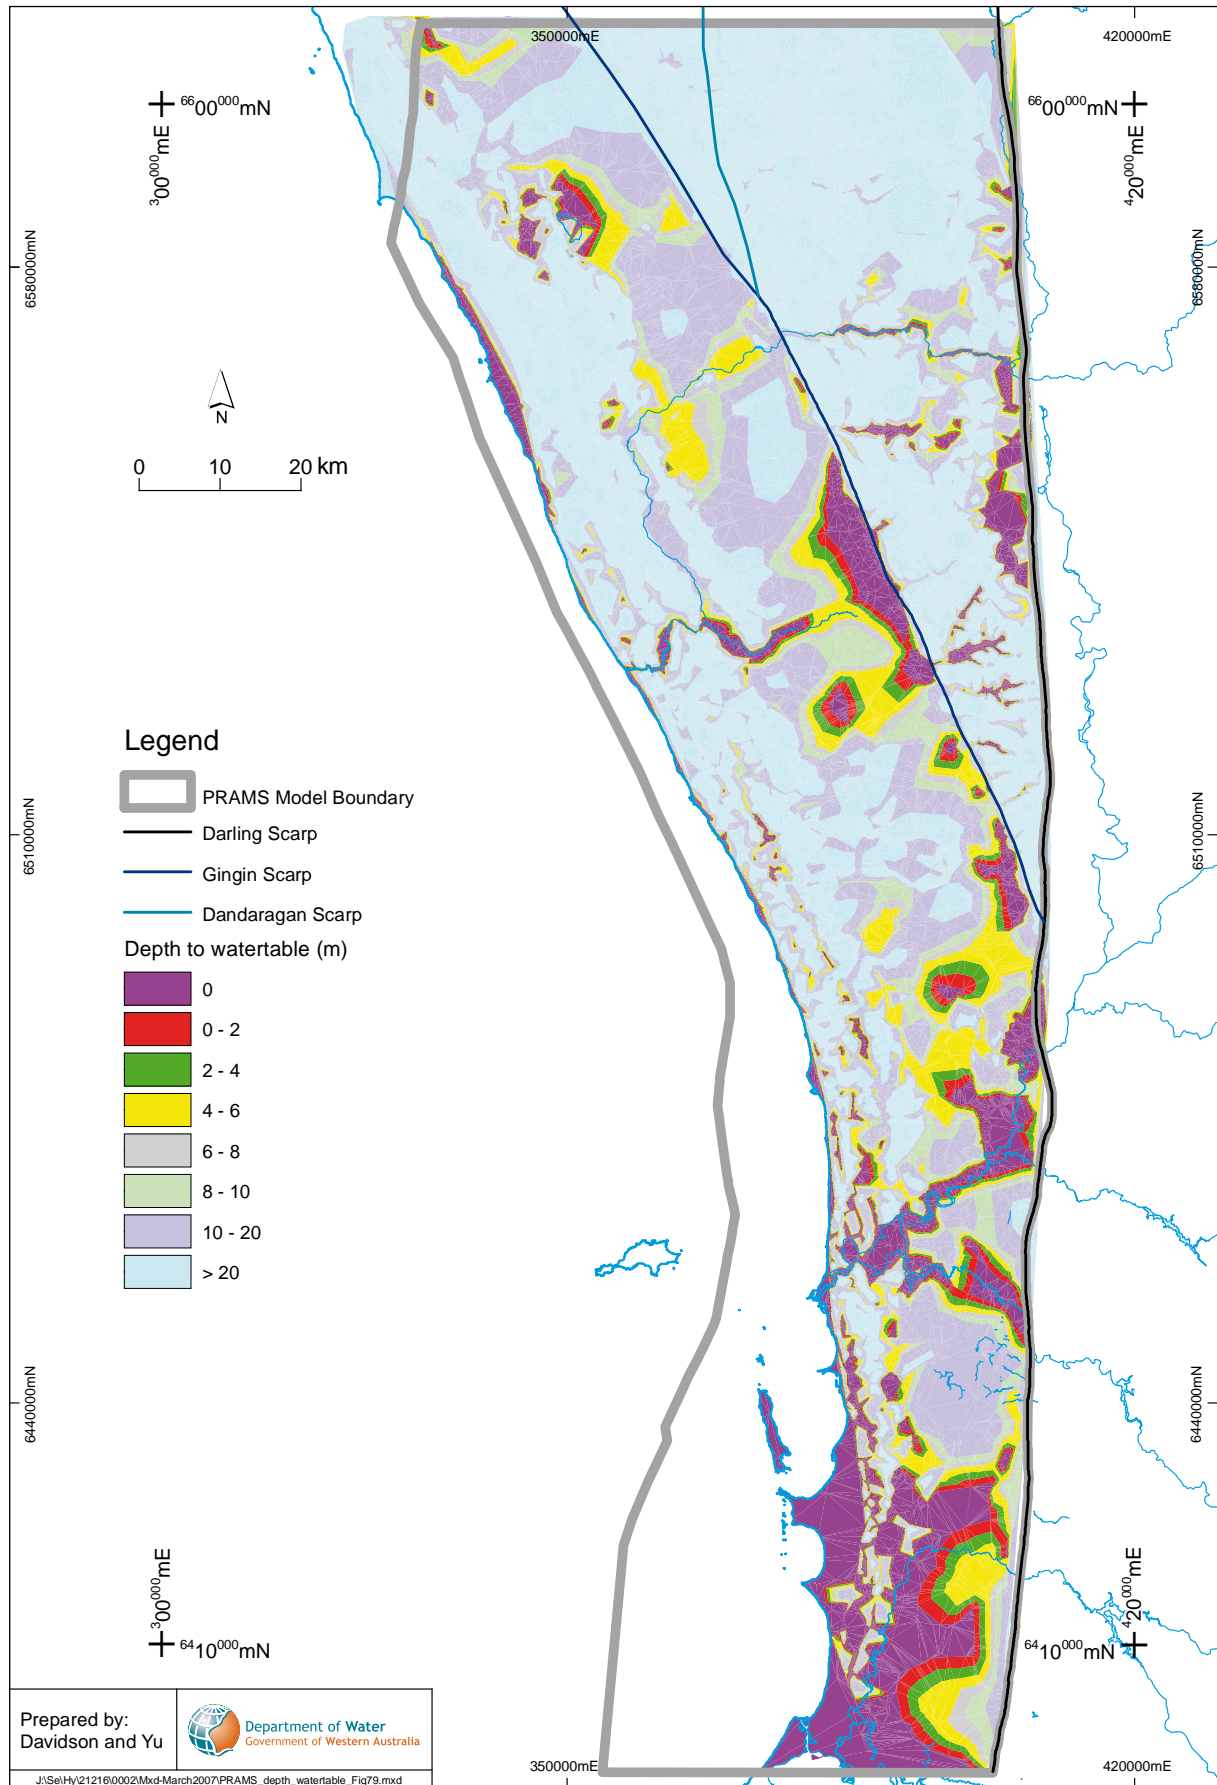 350000mE
420000mE
6600000mN
6600000mN
300000mE
420000mE
6580000mN
6580000mN
N
0 10 20 km
Legend
PRAMS Model Boundary
Darling Scarp
Gingin Scarp
Dandaragan Scarp
Depth to watertable (m)
0
0 - 2
2 - 4
4 - 6
6 - 8
8 - 10
10 - 20
> 20
6510000mN
6510000mN
6440000mN
6440000mN
300000mE
420000mE
6410000mN
6410000mN
Prepared by:
Davidson and Yu
Department of Water
Government of Western Australia
350000mE
420000mE
J:\Se\Hy\21216\0002\Mxd-March2007\PRAMS_depth_watertable_Fig79.mxd